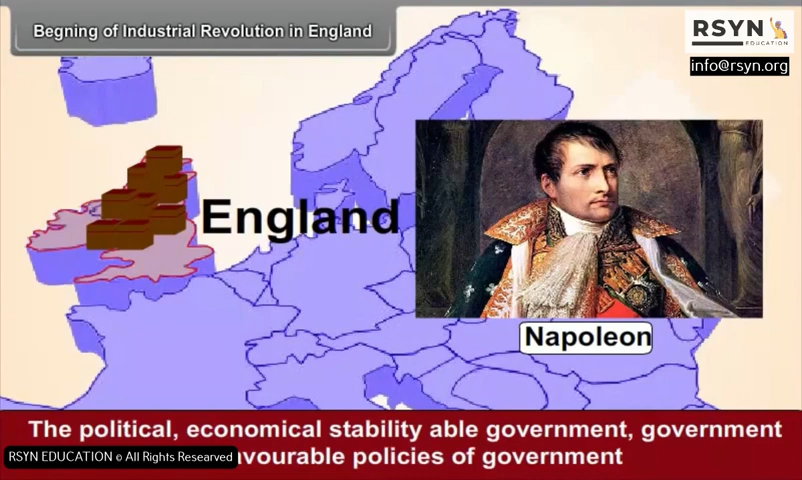 Begning of Industrial Revolution in England
RSYN
EDUCATION
info@rsyn.org
England
Napoleon
The political, economical stability able government, government
avourable policies of government
RSYN EDUCATION © All Rights Researved